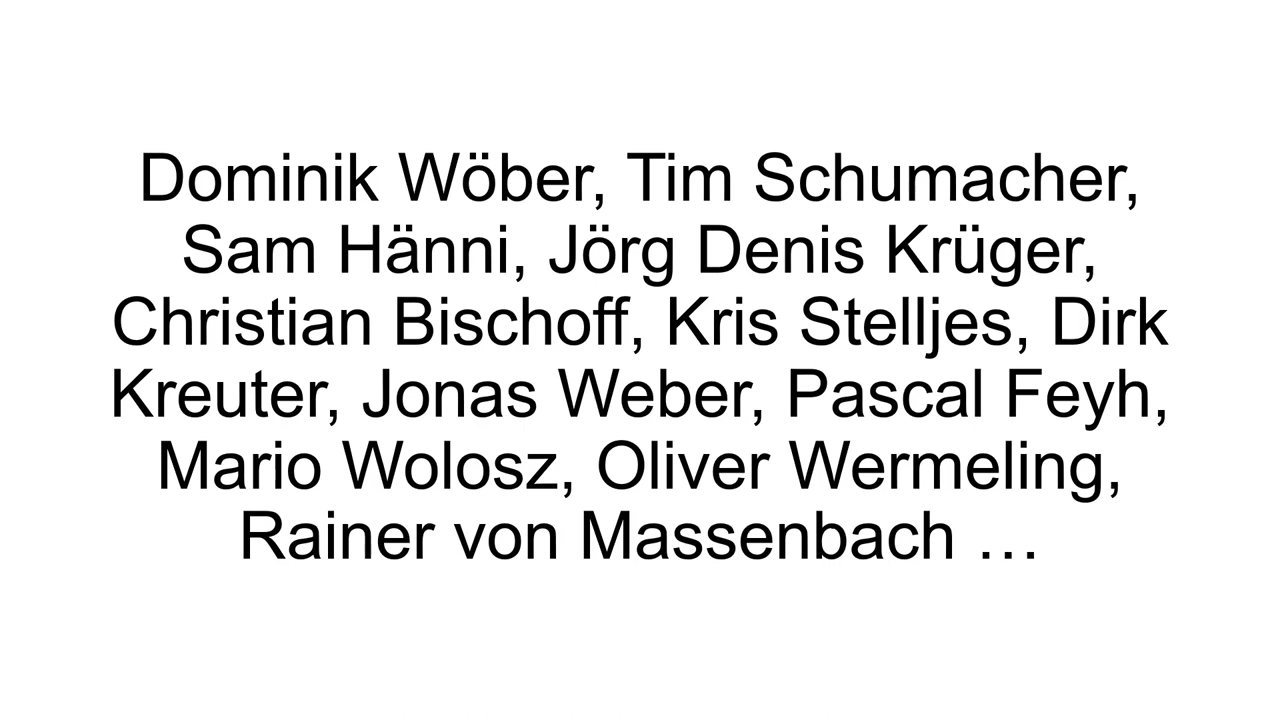 Dominik Wöber, Tim Schumacher,
Sam Hänni, Jörg Denis Krüger,
Christian Bischoff, Kris Stelljes, Dirk
Kreuter, Jonas Weber, Pascal Feyh,
Mario Wolosz, Oliver Wermeling,
Rainer von Massenbach …